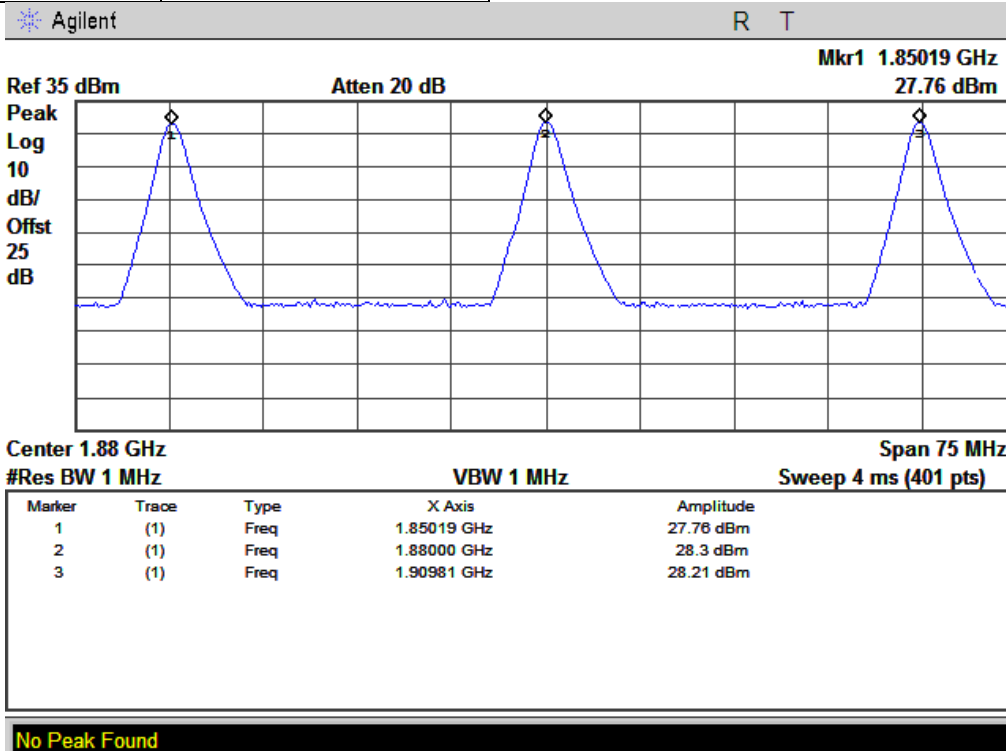 Agilent R T
Mkr1 1.85019 GHz
Ref 35 dBm Atten 20 dB 27.76 dBm
Peak
Log
10
dB/
Offst
25
dB
1 2 3
Center 1.88 GHz Span 75 MHz
#Res BW 1 MHz VBW 1 MHz Sweep 4 ms (401 pts)
Marker Trace Type X Axis Amplitude
1 (1) Freq 1.85019 GHz 27.76 dBm
2 (1) Freq 1.88000 GHz 28.3 dBm
3 (1) Freq 1.90981 GHz 28.21 dBm
No Peak Found